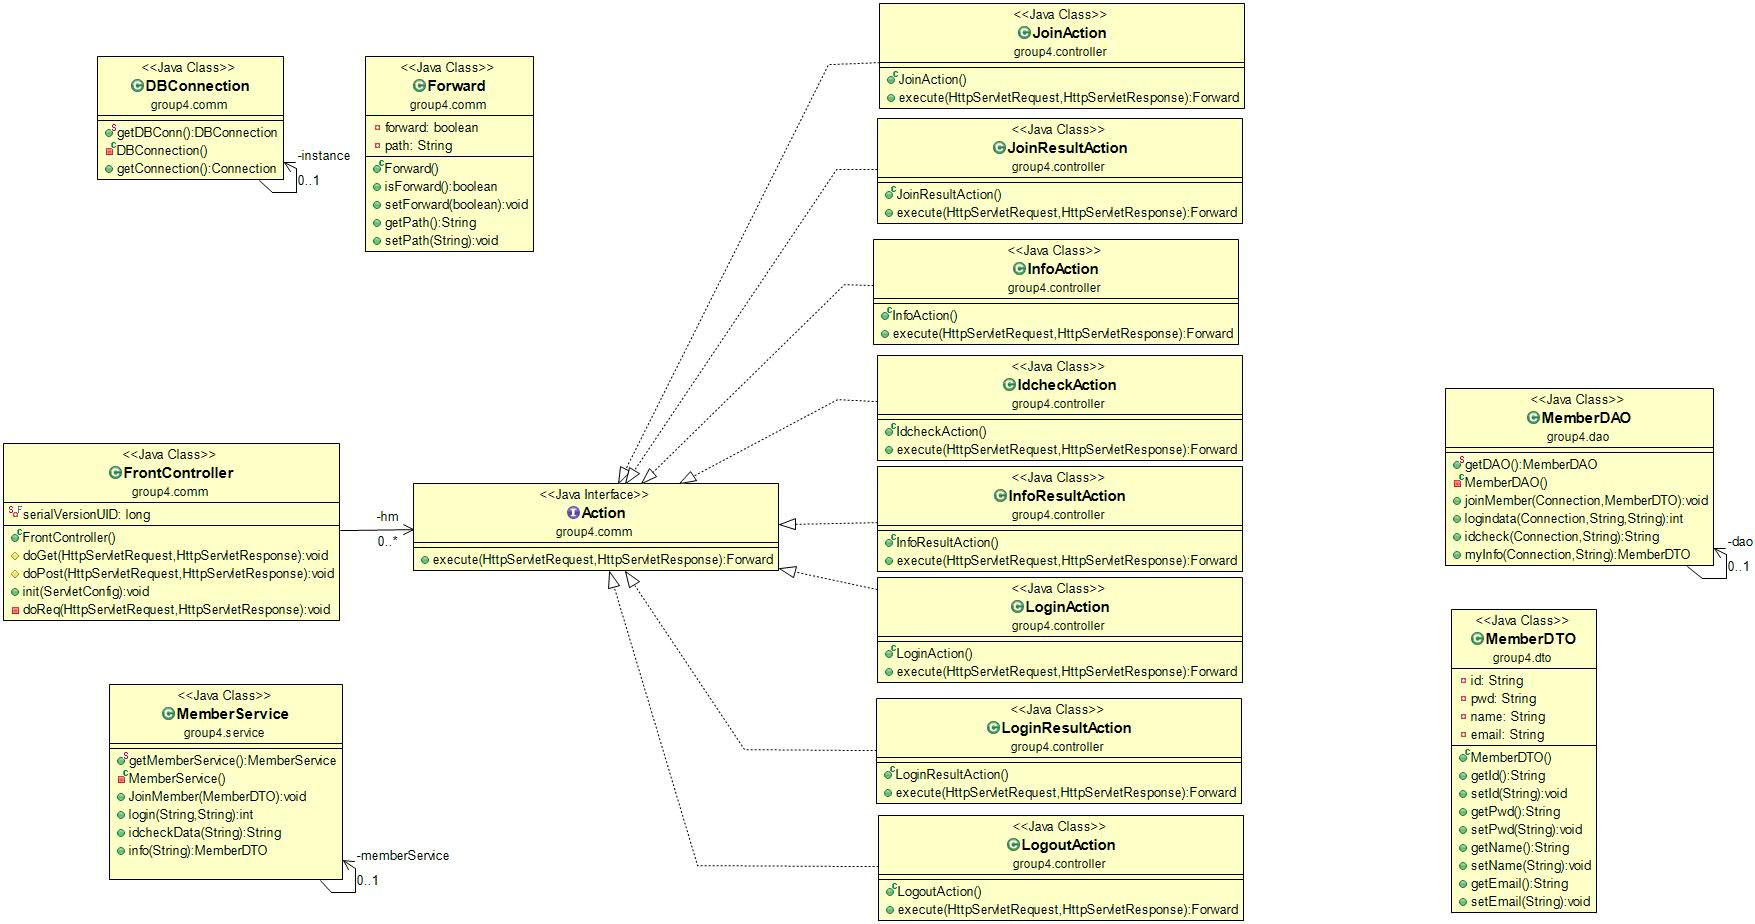 <<Java Class>>
DBConnection
group4.comm
getDBConn():DBConnection
DBConnection()
getConnection():Connection
-instance
0..1
<<Java Class>>
Forward
group4.comm
forward: boolean
path: String
Forward()
isForward():boolean
setForward(boolean):void
getPath():String
setPath(String):void
<<Java Class>>
JoinAction
group4.controller
JoinAction()
execute(HttpServletRequest,HttpServletResponse):Forward
<<Java Class>>
JoinResultAction
group4.controller
JoinResultAction()
execute(HttpServletRequest,HttpServletResponse):Forward
<<Java Class>>
InfoAction
group4.controller
InfoAction()
execute(HttpServletRequest,HttpServletResponse):Forward
<<Java Class>>
IdcheckAction
group4.controller
IdcheckAction()
execute(HttpServletRequest,HttpServletResponse):Forward
<<Java Class>>
FrontController
group4.comm
serialVersionUID: long
FrontController()
doGet(HttpServletRequest,HttpServletResponse):void
doPost(HttpServletRequest,HttpServletResponse):void
init(ServletConfig):void
doReq(HttpServletRequest,HttpServletResponse):void
-hm
0..*
<<Java Interface>>
Action
group4.comm
execute(HttpServletRequest,HttpServletResponse):Forward
<<Java Class>>
InfoResultAction
group4.controller
InfoResultAction()
execute(HttpServletRequest,HttpServletResponse):Forward
<<Java Class>>
LoginAction
group4.controller
LoginAction()
execute(HttpServletRequest,HttpServletResponse):Forward
<<Java Class>>
LoginResultAction
group4.controller
LoginResultAction()
execute(HttpServletRequest,HttpServletResponse):Forward
<<Java Class>>
LogoutAction
group4.controller
LogoutAction()
execute(HttpServletRequest,HttpServletResponse):Forward
<<Java Class>>
MemberService
group4.service
getMemberService():MemberService
MemberService()
JoinMember(MemberDTO):void
login(String,String):int
idcheckData(String):String
info(String):MemberDTO
-memberService
0..1
<<Java Class>>
MemberDAO
group4.dao
getDAO():MemberDAO
MemberDAO()
joinMember(Connection,MemberDTO):void
logindata(Connection,String,String):int
idcheck(Connection,String):String
myInfo(Connection,String):MemberDTO
-dao
0..1
<<Java Class>>
MemberDTO
group4.dto
id: String
pwd: String
name: String
email: String
MemberDTO()
getId():String
setId(String):void
getPwd():String
setPwd(String):void
getName():String
setName(String):void
getEmail():String
setEmail(String):void